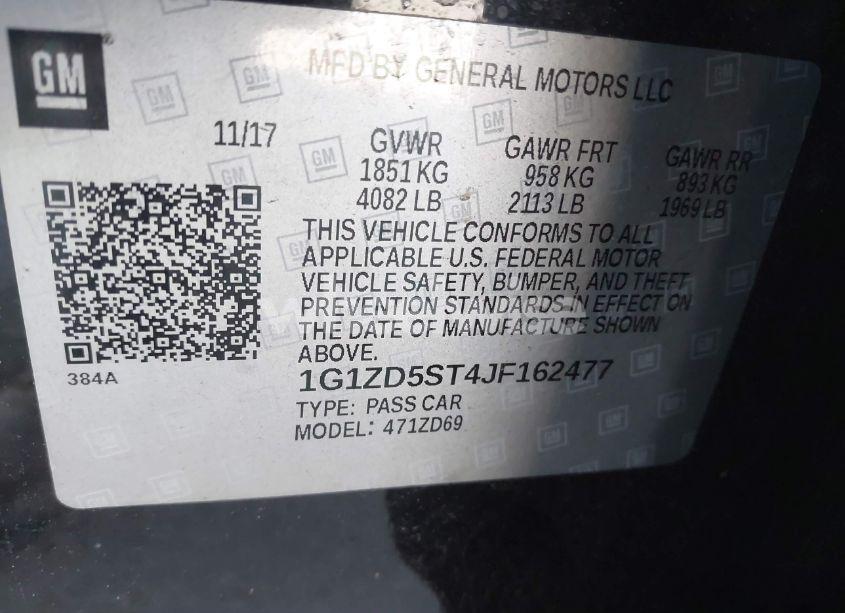 GM
MFD BY GENERAL MOTORS LLC
11/17
GVWR
1851 KG
4082 LB
GAWR FRT
958 KG
2113 LB
GAWR RR
893 KG
1969 LB
THIS VEHICLE CONFORMS TO ALL
APPLICABLE U.S. FEDERAL MOTOR
VEHICLE SAFETY, BUMPER, AND THEFT
PREVENTION STANDARDS IN EFFECT ON
THE DATE OF MANUFACTURE SHOWN
ABOVE.
384A
1G1ZD5ST4JF162477
TYPE: PASS CAR
MODEL: 471ZD69